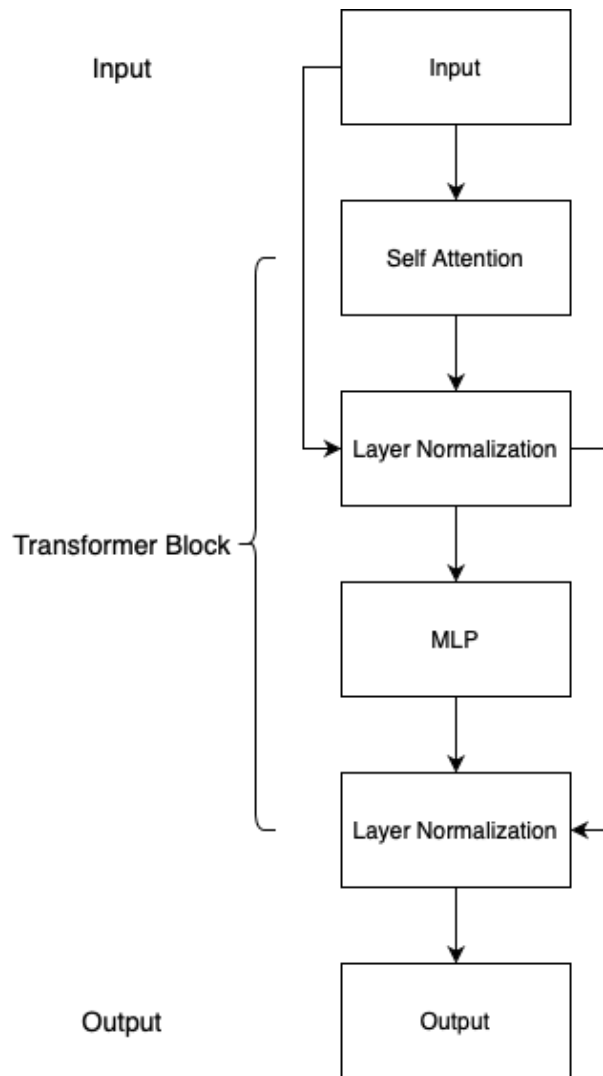 Input
Input
Self Attention
Layer Normalization
Transformer Block
MLP
Layer Normalization
Output
Output